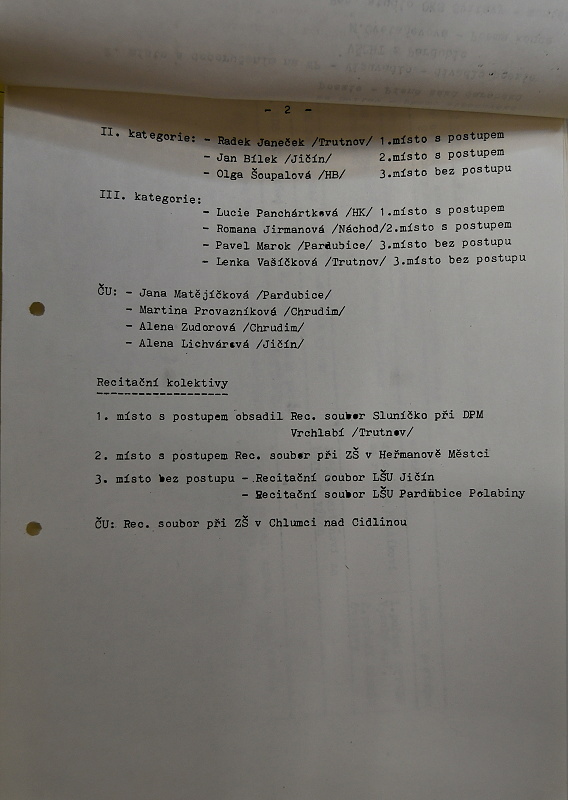 - 2 -
II. kategorie: - Radek Janeček /Trutnov/ 1.místo s postupem
- Jan Bílek /Jičín/ 2.místo s postupem
- Olga Šoupalová /HB/ 3.místo bez postupu
III. kategorie:
- Lucie Panchártková /HK/ 1.místo s postupem
- Romana Jirmanová /Náchod/2.místo s postupem
- Pavel Marok /Pardubice/ 3.místo bez postupu
- Lenka Vašíčková /Trutnov/ 3.místo bez postupu
ČU: - Jana Matějíčková /Pardubice/
- Martina Provazníková /Chrudim/
- Alena Zudorová /Chrudim/
- Alena Lichvárová /Jičín/
Recitační kolektivy
1. místo s postupem obsadil Rec. soubor Sluníčko při DPM
Vrchlabí /Trutnov/
2. místo s postupem Rec. soubor při ZŠ v Heřmanově Městci
3. místo bez postupu - Recitační soubor LŠU Jičín
- Recitační soubor LŠU Pardubice Polabiny
ČU: Rec. soubor při ZŠ v Chlumci nad Cidlinou